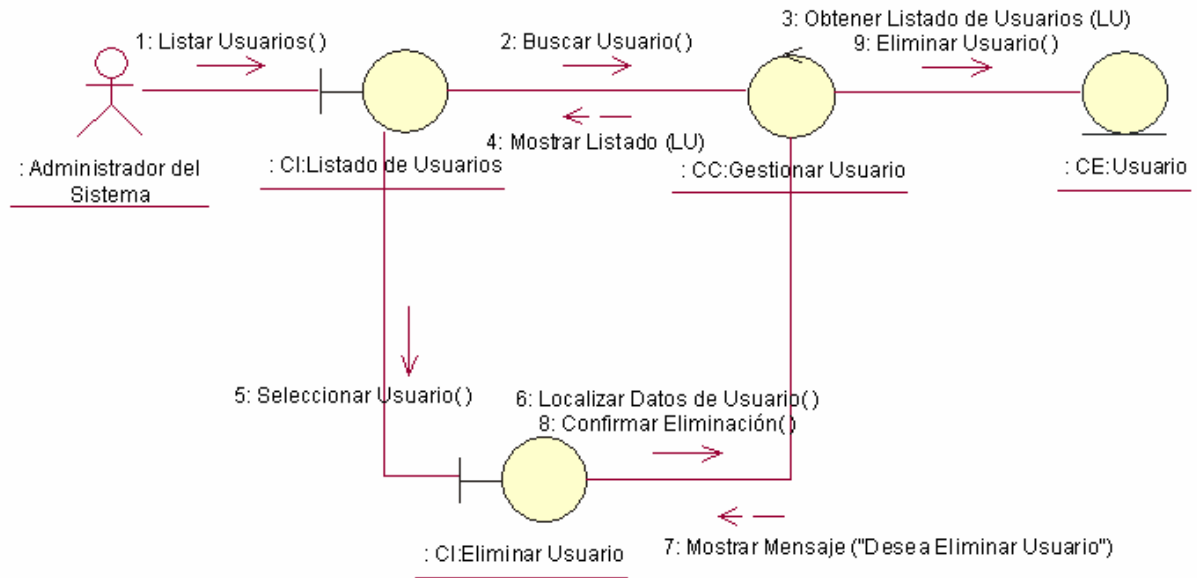 3: Obtener Listado de Usuarios (LU)
1: Listar Usuarios()
2: Buscar Usuario()
9: Eliminar Usuario()
4: Mostrar Listado (LU)
: Administrador del
Sistema
: CI:Listado de Usuarios
: CC:Gestionar Usuario
: CE:Usuario
5: Seleccionar Usuario()
6: Localizar Datos de Usuario()
8: Confirmar Eliminación()
: CI:Eliminar Usuario
7: Mostrar Mensaje ("Desea Eliminar Usuario")